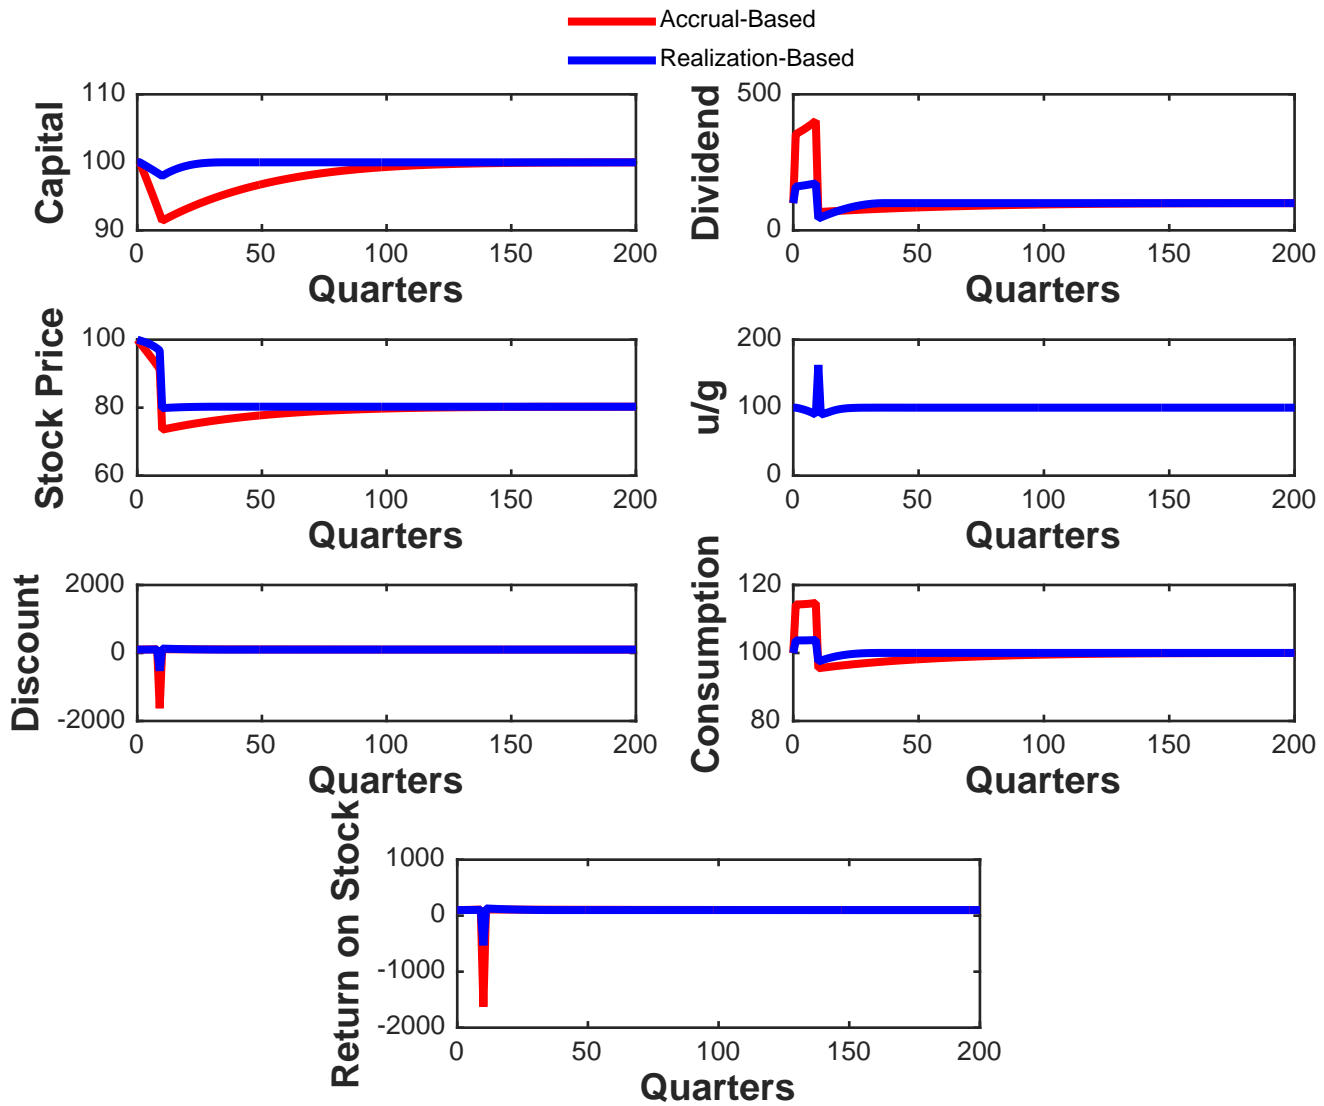 Accrual-Based
Realization-Based
Capital
110
100
90
0 50 100 150 200
Quarters
Dividend
500
0
0 50 100 150 200
Quarters
Stock Price
100
80
60
0 50 100 150 200
Quarters
u/g
200
100
0
0 50 100 150 200
Quarters
Discount
2000
0
-2000
0 50 100 150 200
Quarters
Consumption
120
100
80
0 50 100 150 200
Quarters
Return on Stock
1000
0
-1000
-2000
0 50 100 150 200
Quarters